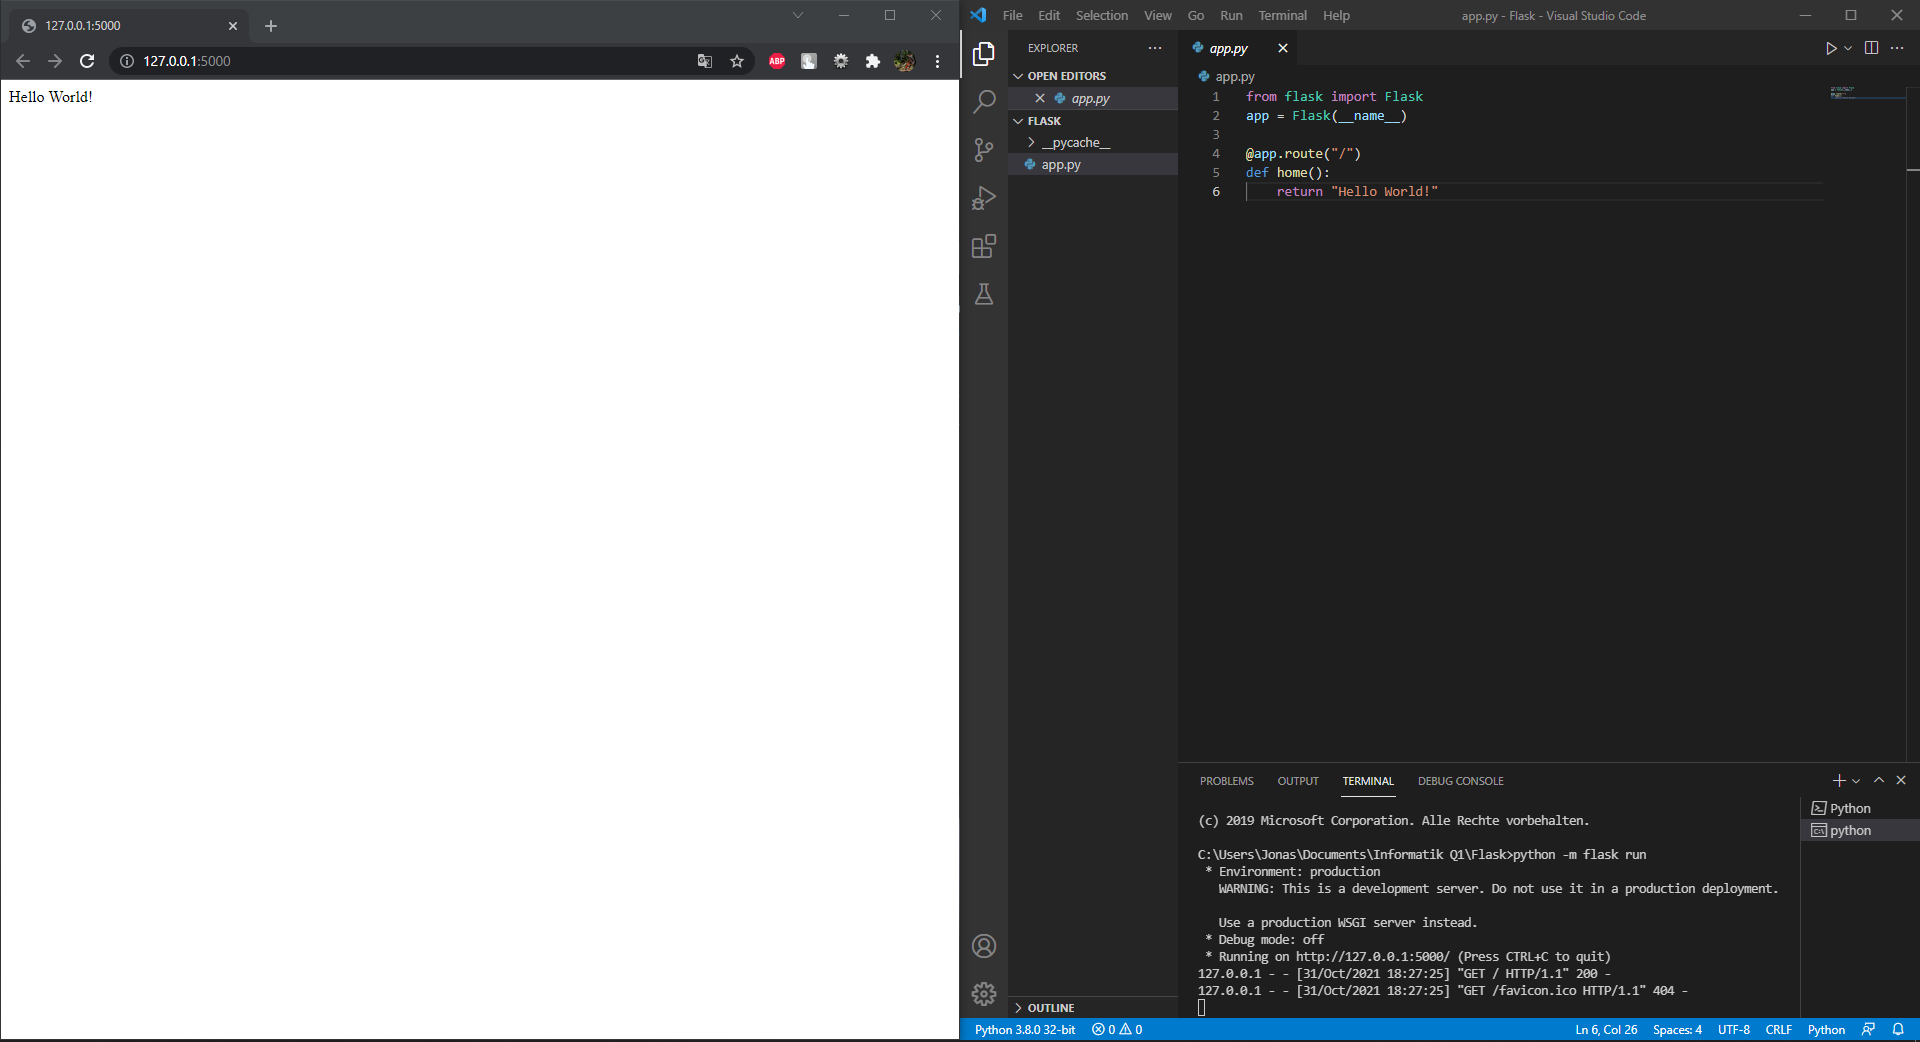 127.0.0.1:5000
127.0.0.1:5000
ABP
Hello World!
File Edit Selection View Go Run Terminal Help
app.py - Flask - Visual Studio Code
EXPLORER
OPEN EDITORS
app.py
FLASK
__pycache__
app.py
OUTLINE
app.py
app.py
1 from flask import Flask
2 app = Flask(__name__)
3
4 @app.route("/")
5 def home():
6 return "Hello World!"
PROBLEMS OUTPUT TERMINAL DEBUG CONSOLE
(c) 2019 Microsoft Corporation. Alle Rechte vorbehalten.
C:\Users\Jonas\Documents\Informatik Q1\Flask>python -m flask run
* Environment: production
WARNING: This is a development server. Do not use it in a production deployment.
Use a production WSGI server instead.
* Debug mode: off
* Running on http://127.0.0.1:5000/ (Press CTRL+C to quit)
127.0.0.1 - - [31/Oct/2021 18:27:25] "GET / HTTP/1.1" 200 -
127.0.0.1 - - [31/Oct/2021 18:27:25] "GET /favicon.ico HTTP/1.1" 404 -
Python
python
Python 3.8.0 32-bit 0 0 Ln 6, Col 26 Spaces: 4 UTF-8 CRLF Python